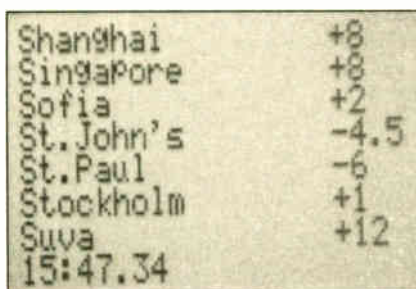 Shanghai +8
Singapore +8
Sofia +2
St.John's -4.5
St.Paul -6
Stockholm +1
Suva +12
15:47.34